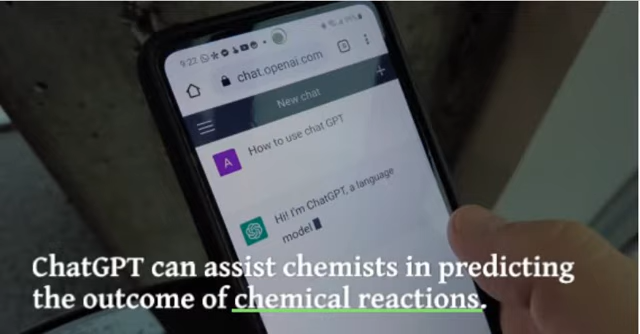 9:22
chat.openai.com
New chat
+
A
How to use chat GPT
Hi! I'm ChatGPT, a language
model
ChatGPT can assist chemists in predicting
the outcome of chemical reactions.